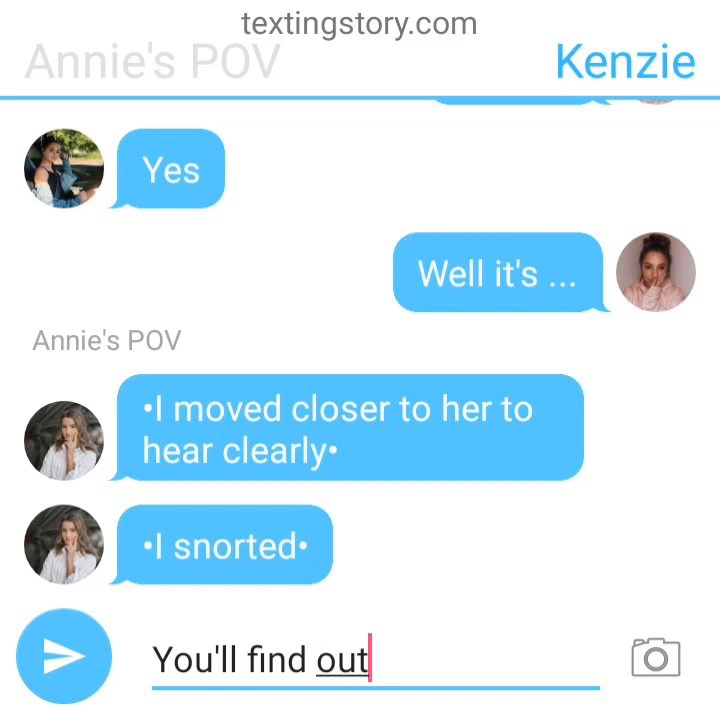 textingstory.com
Annie's POV
Kenzie
Yes
Well it's ...
Annie's POV
•I moved closer to her to
hear clearly•
•I snorted•
You'll find out